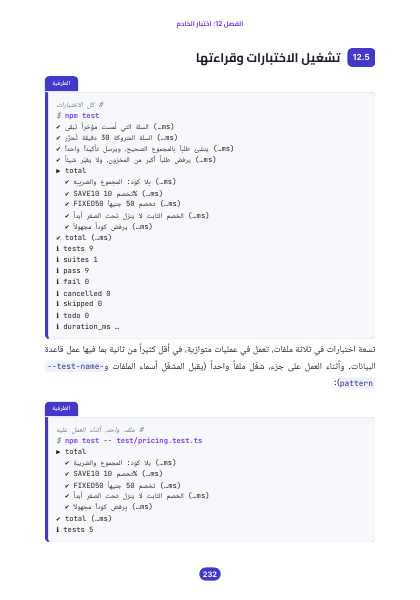 الفصل 12: اختبار الخادم
12.5 تشغيل الاختبارات وقراءتها
الطرفية
# كل الاختبارات
$ npm test
✔ السلة التي لُمست مؤخراً تبقى (…ms)
✔ السلة المتروكة 30 دقيقة تُحرَّر (…ms)
✔ ينشئ طلباً بالمجموع الصحيح، ويرسل تأكيداً واحداً (…ms)
✔ يرفض طلباً أكبر من المخزون، ولا يغيّر شيئاً (…ms)
▶ total
✔ بلا كود: المجموع والضريبة (…ms)
✔ SAVE10 تخصم 10% (…ms)
✔ FIXED50 تخصم 50 جنيهاً (…ms)
✔ الخصم الثابت لا ينزل تحت الصفر أبداً (…ms)
✔ يرفض كوداً مجهولاً (…ms)
✔ total (…ms)
ℹ tests 9
ℹ suites 1
ℹ pass 9
ℹ fail 0
ℹ cancelled 0
ℹ skipped 0
ℹ todo 0
ℹ duration_ms …
تسعة اختبارات في ثلاثة ملفات، تعمل في عمليات متوازية، في أقل كثيراً من ثانية بما فيها عمل قاعدة
البيانات. وأثناء العمل على جزء، شغّل ملفاً واحداً (يقبل المشغّل أسماء الملفات و--test-name-
pattern):
الطرفية
# ملف واحد، أثناء العمل عليه
$ npm test -- test/pricing.test.ts
▶ total
✔ بلا كود: المجموع والضريبة (…ms)
✔ SAVE10 تخصم 10% (…ms)
✔ FIXED50 تخصم 50 جنيهاً (…ms)
✔ الخصم الثابت لا ينزل تحت الصفر أبداً (…ms)
✔ يرفض كوداً مجهولاً (…ms)
✔ total (…ms)
ℹ tests 5
232